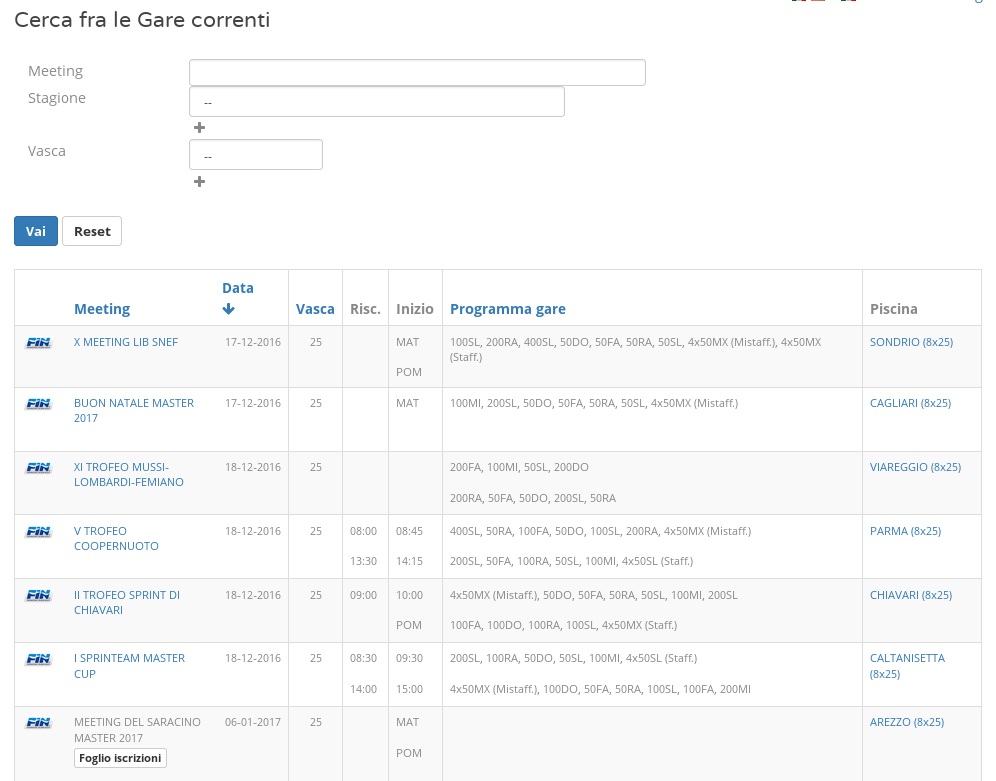 Cerca fra le Gare correnti
Meeting
Stagione
--
Vasca
--
Vai Reset
Data
Meeting Vasca Risc. Inizio Programma gare Piscina
FIN X MEETING LIB SNEF 17-12-2016 25 MAT 100SL, 200RA, 400SL, 50DO, 50FA, 50RA, 50SL, 4x50MX (Mistaff.), 4x50MX SONDRIO (8x25)
(Staff.)
POM
FIN BUON NATALE MASTER 17-12-2016 25 MAT 100MI, 200SL, 50DO, 50FA, 50RA, 50SL, 4x50MX (Mistaff.) CAGLIARI (8x25)
2017
FIN XI TROFEO MUSSI- 18-12-2016 25 200FA, 100MI, 50SL, 200DO VIAREGGIO (8x25)
LOMBARDI-FEMIANO
200RA, 50FA, 50DO, 200SL, 50RA
FIN V TROFEO 18-12-2016 25 08:00 08:45 400SL, 50RA, 100FA, 50DO, 100SL, 200RA, 4x50MX (Mistaff.) PARMA (8x25)
COOPERNUOTO
13:30 14:15 200SL, 50FA, 100RA, 50SL, 100MI, 4x50SL (Staff.)
FIN II TROFEO SPRINT DI 18-12-2016 25 09:00 10:00 4x50MX (Mistaff.), 50DO, 50FA, 50RA, 50SL, 100MI, 200SL CHIAVARI (8x25)
CHIAVARI
POM 100FA, 100DO, 100RA, 100SL, 4x50MX (Staff.)
FIN I SPRINTEAM MASTER 18-12-2016 25 08:30 09:30 200SL, 100RA, 50DO, 50SL, 100MI, 4x50SL (Staff.) CALTANISETTA
CUP (8x25)
14:00 15:00 4x50MX (Mistaff.), 100DO, 50FA, 50RA, 100SL, 100FA, 200MI
FIN MEETING DEL SARACINO 06-01-2017 25 MAT AREZZO (8x25)
MASTER 2017
Foglio iscrizioni POM